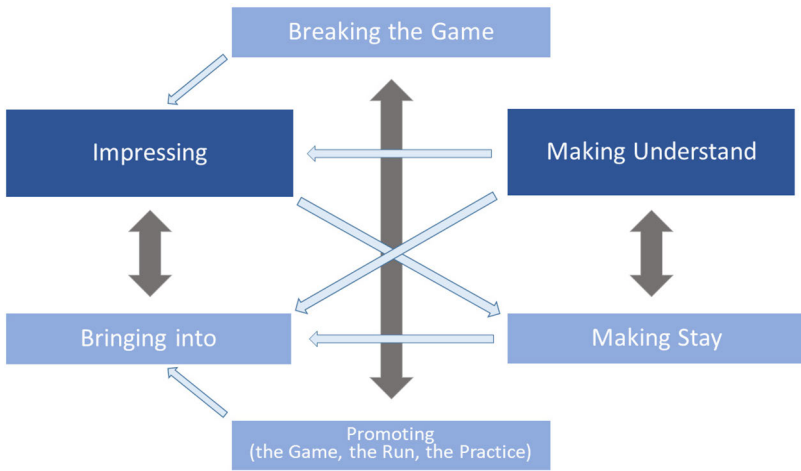 Breaking the Game
Impressing
Making Understand
Bringing into
Making Stay
Promoting
(the Game, the Run, the Practice)